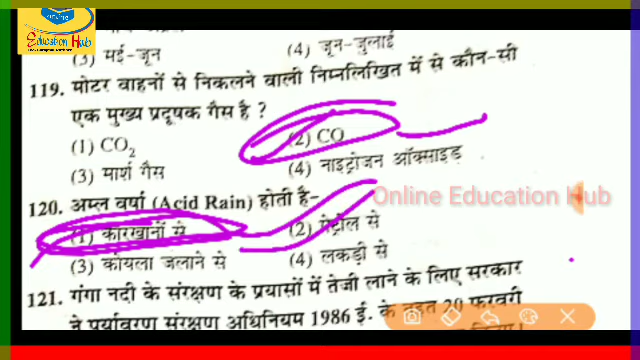 online
Education Hub
(3) मई-जून
(4) जून-जुलाई
119. मोटर वाहनों से निकलने वाली निम्नलिखित में से कौन-सी
एक मुख्य प्रदूषक गैस है ?
(1) CO2
(2) CO
(3) मार्श गैस
(4) नाइट्रोजन ऑक्साइड
Online Education Hub
120. अम्ल वर्षा (Acid Rain) होती है-
(1) कारखानों से
(2) पेट्रोल से
(3) कोयला जलाने से
(4) लकड़ी से
121. गंगा नदी के संरक्षण के प्रयासों में तेजी लाने के लिए सरकार
ने पर्यावरण संरक्षण अधिनियम 1986 ई. के तहत 20 फरवरी